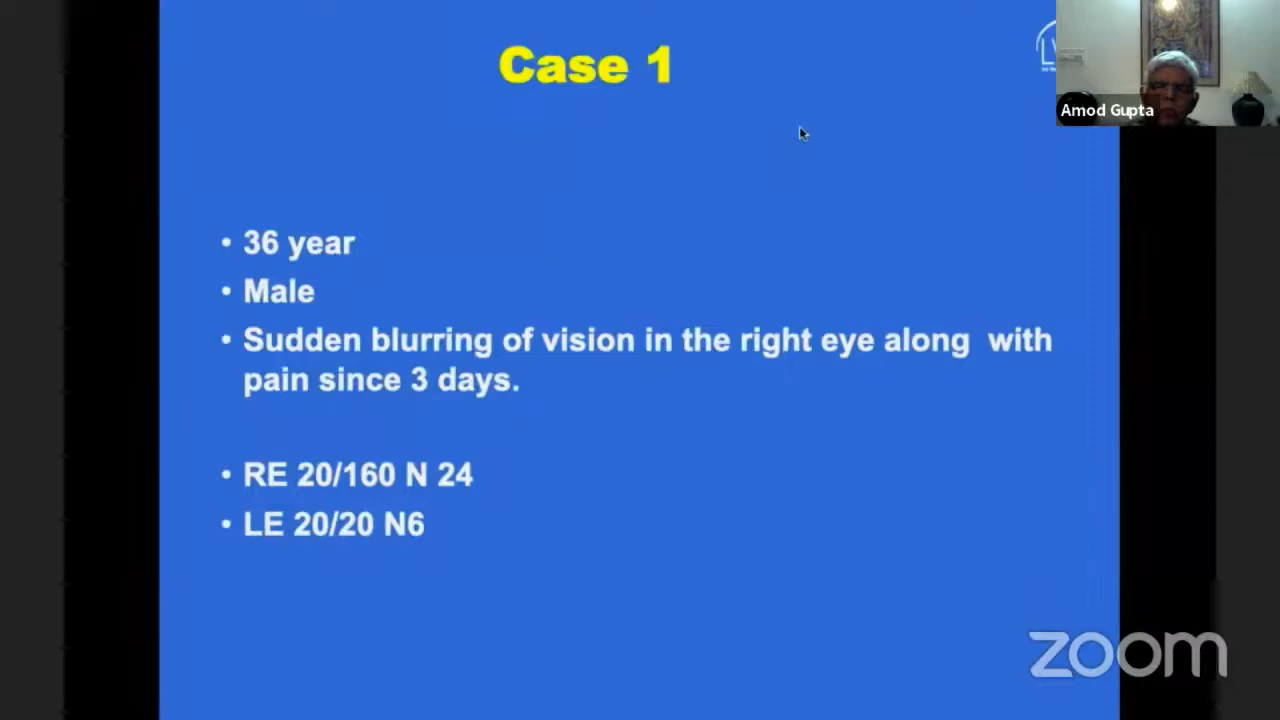 Case 1
Amod Gupta
• 36 year
• Male
• Sudden blurring of vision in the right eye along with
pain since 3 days.
• RE 20/160 N 24
• LE 20/20 N6
zoom